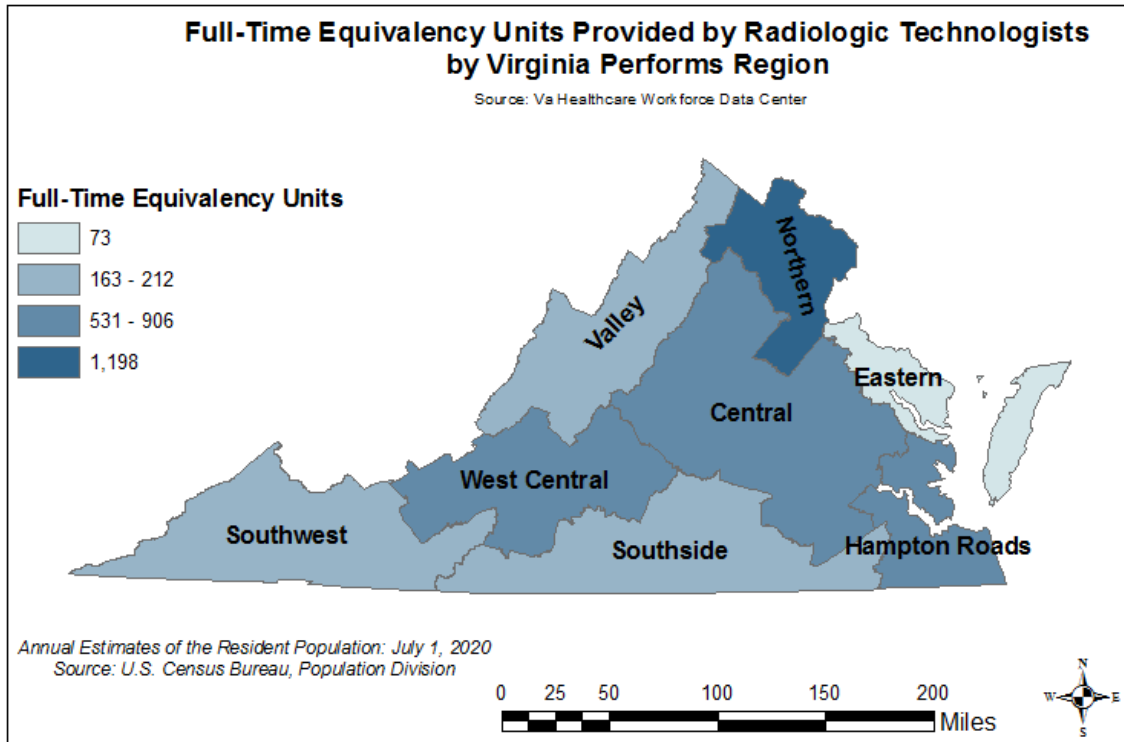 Full-Time Equivalency Units Provided by Radiologic Technologists
by Virginia Performs Region
Source: Va Healthcare Workforce Data Center
Full-Time Equivalency Units
73
163 - 212
531 - 906
1,198
Northern
Valley
Eastern
Central
West Central
Southwest
Southside
Hampton Roads
Annual Estimates of the Resident Population: July 1, 2020
Source: U.S. Census Bureau, Population Division
0 25 50 100 150 200
Miles
N
W E
S